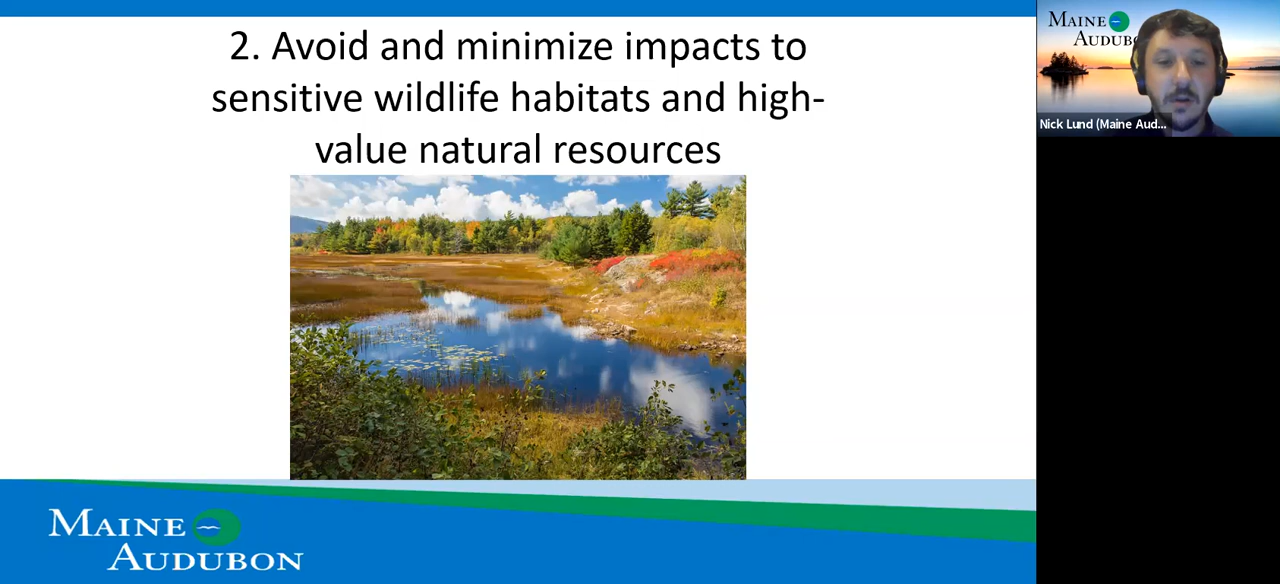 2. Avoid and minimize impacts to
sensitive wildlife habitats and high-
value natural resources
MAINE
AUDUBON
MAINE
AUDUB
Nick Lund (Maine Aud...